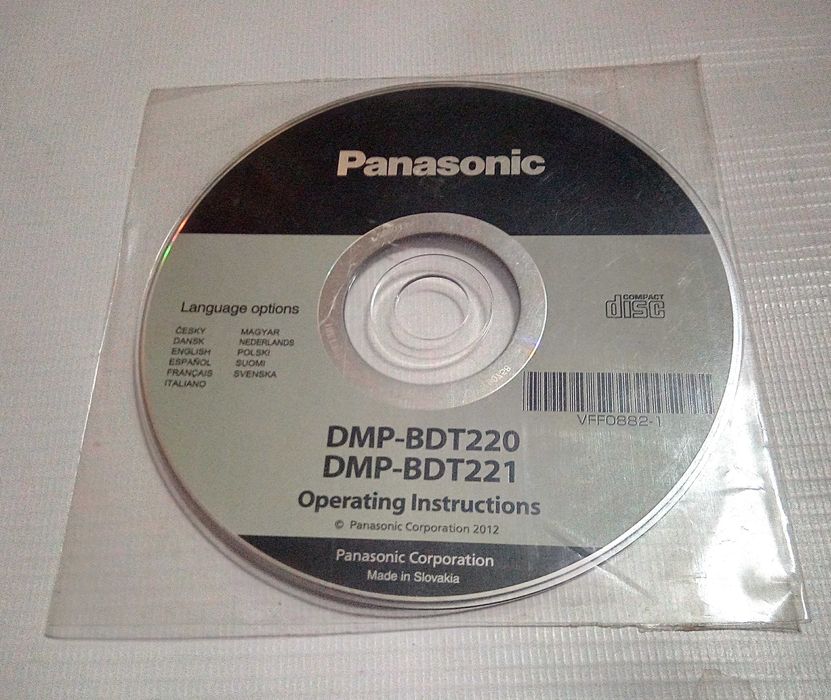 Panasonic
Language options
ČESKY
DANSK
ENGLISH
ESPAÑOL
FRANÇAIS
ITALIANO
MAGYAR
NEDERLANDS
POLSKI
SUOMI
SVENSKA
COMPACT
disc
VFF0882-1
DMP-BDT220
DMP-BDT221
Operating Instructions
© Panasonic Corporation 2012
Panasonic Corporation
Made in Slovakia